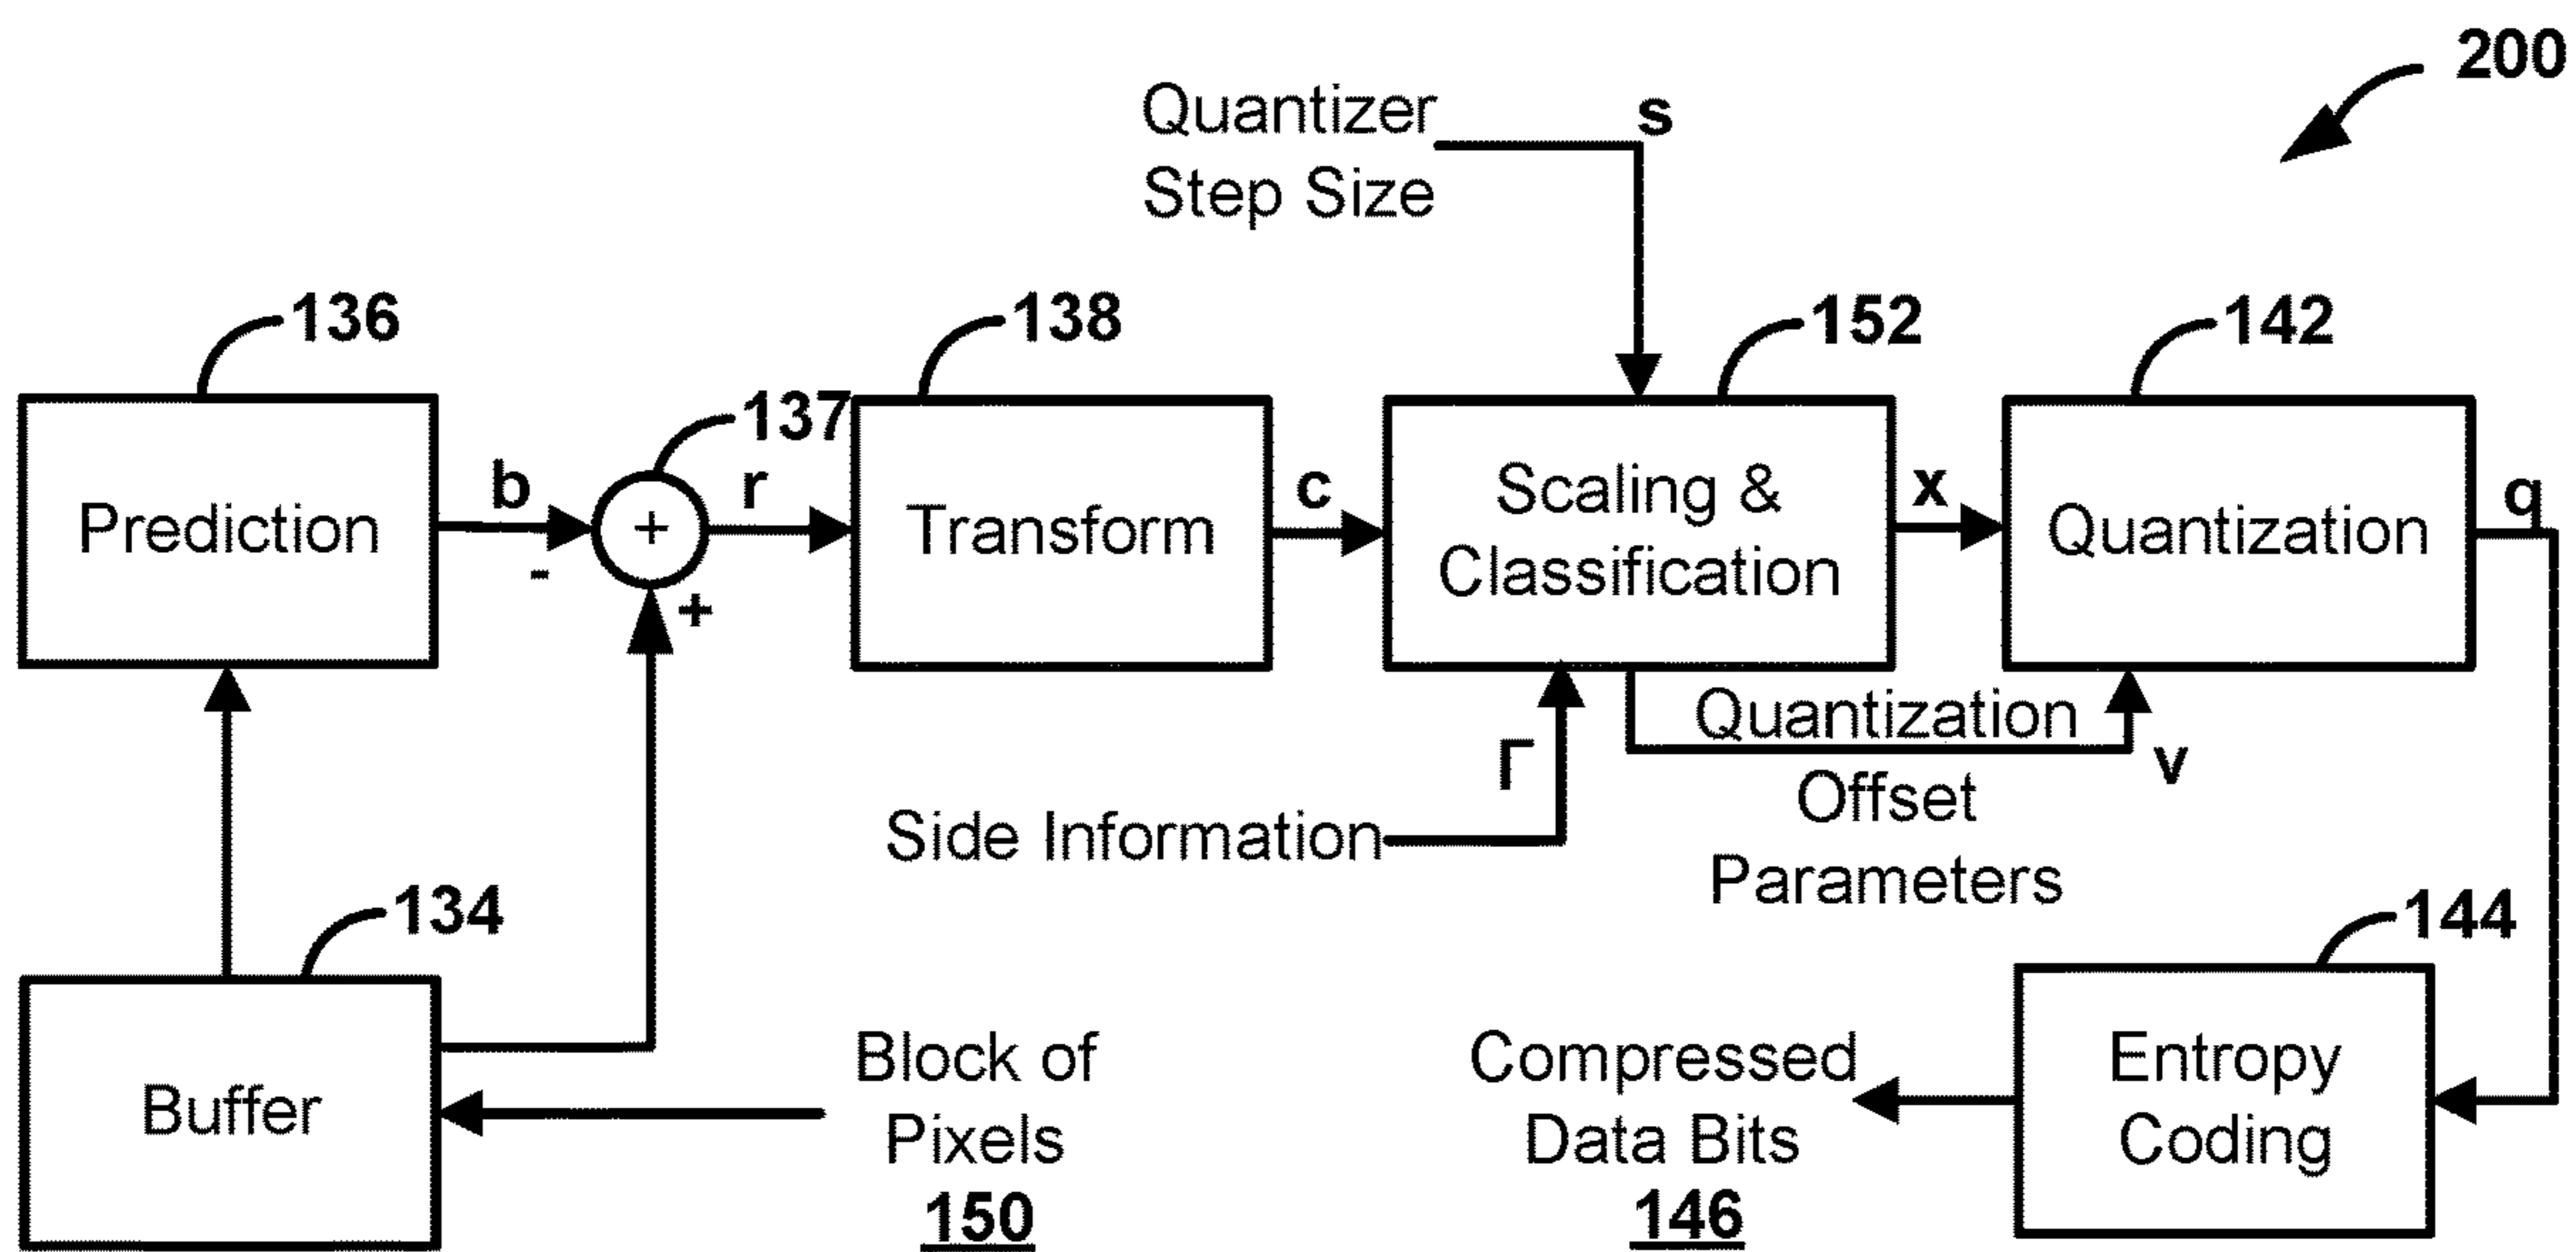 200
Quantizer
Step Size
s
136
138
152
142
137
Prediction
b
-
+
r
+
Transform
c
Scaling &
Classification
x
Quantization
q
Quantization
Offset
Parameters
v
Γ
Side Information
134
144
Buffer
Block of
Pixels
150
Compressed
Data Bits
146
Entropy
Coding